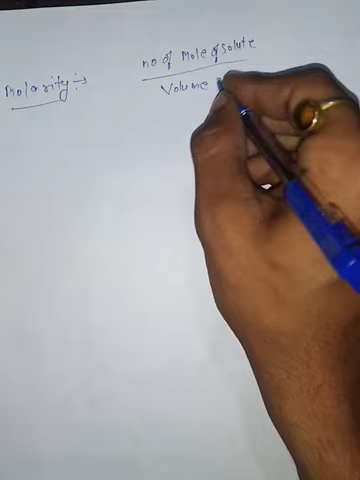 no of Mole of solute
Molarity :→
Volume